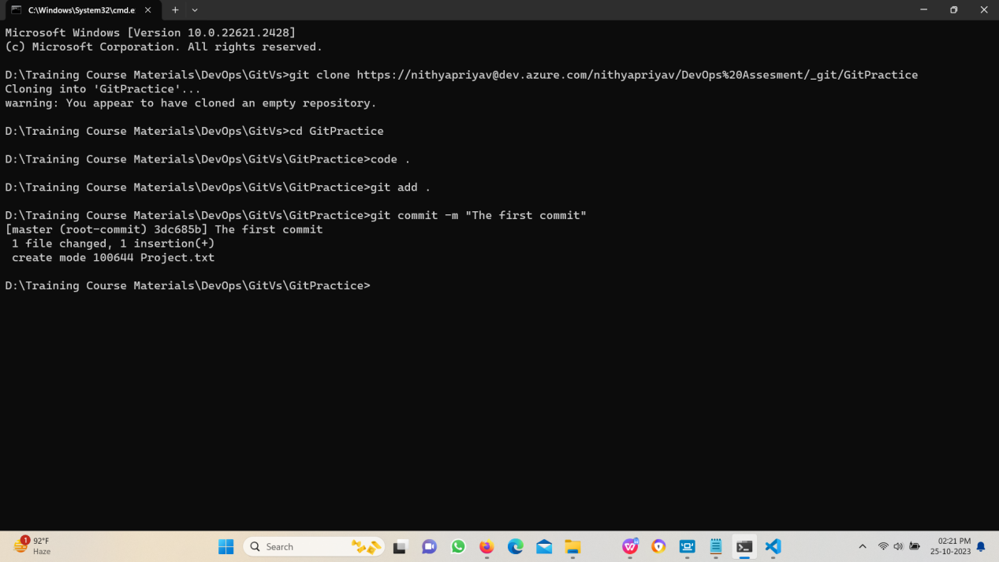 C:\Windows\System32\cmd.e
Microsoft Windows [Version 10.0.22621.2428]
(c) Microsoft Corporation. All rights reserved.
D:\Training Course Materials\DevOps\GitVs>git clone https://nithyapriyav@dev.azure.com/nithyapriyav/DevOps%20Assesment/_git/GitPractice
Cloning into 'GitPractice'...
warning: You appear to have cloned an empty repository.
D:\Training Course Materials\DevOps\GitVs>cd GitPractice
D:\Training Course Materials\DevOps\GitVs\GitPractice>code .
D:\Training Course Materials\DevOps\GitVs\GitPractice>git add .
D:\Training Course Materials\DevOps\GitVs\GitPractice>git commit -m "The first commit"
[master (root-commit) 3dc685b] The first commit
1 file changed, 1 insertion(+)
create mode 100644 Project.txt
D:\Training Course Materials\DevOps\GitVs\GitPractice>
1
92°F
Haze
Search
02:21 PM
25-10-2023